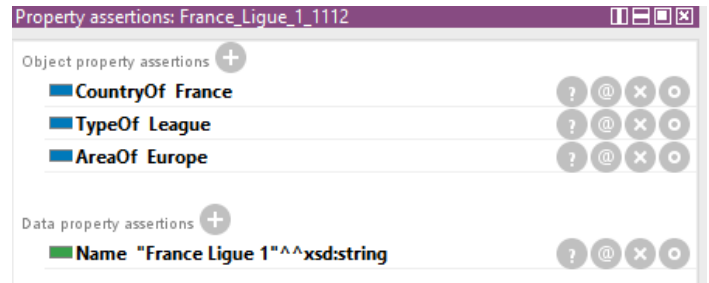 Property assertions: France_Ligue_1_1112
Object property assertions
CountryOf France
TypeOf League
AreaOf Europe
Data property assertions
Name "France Ligue 1"^^xsd:string